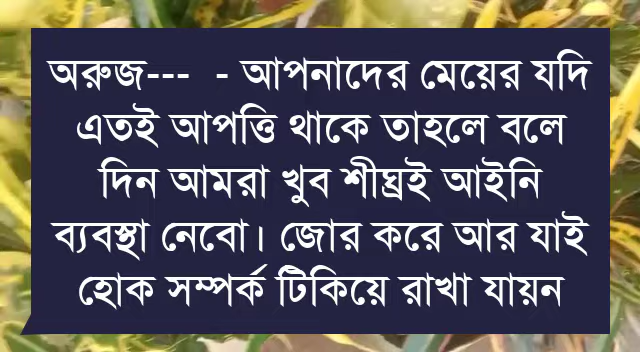 অরুজ---  - আপনাদের মেয়ের যদি
এতই আপত্তি থাকে তাহলে বলে
দিন আমরা খুব শীঘ্রই আইনি
ব্যবস্থা নেবো। জোর করে আর যাই
হোক সম্পর্ক টিকিয়ে রাখা যায়ন